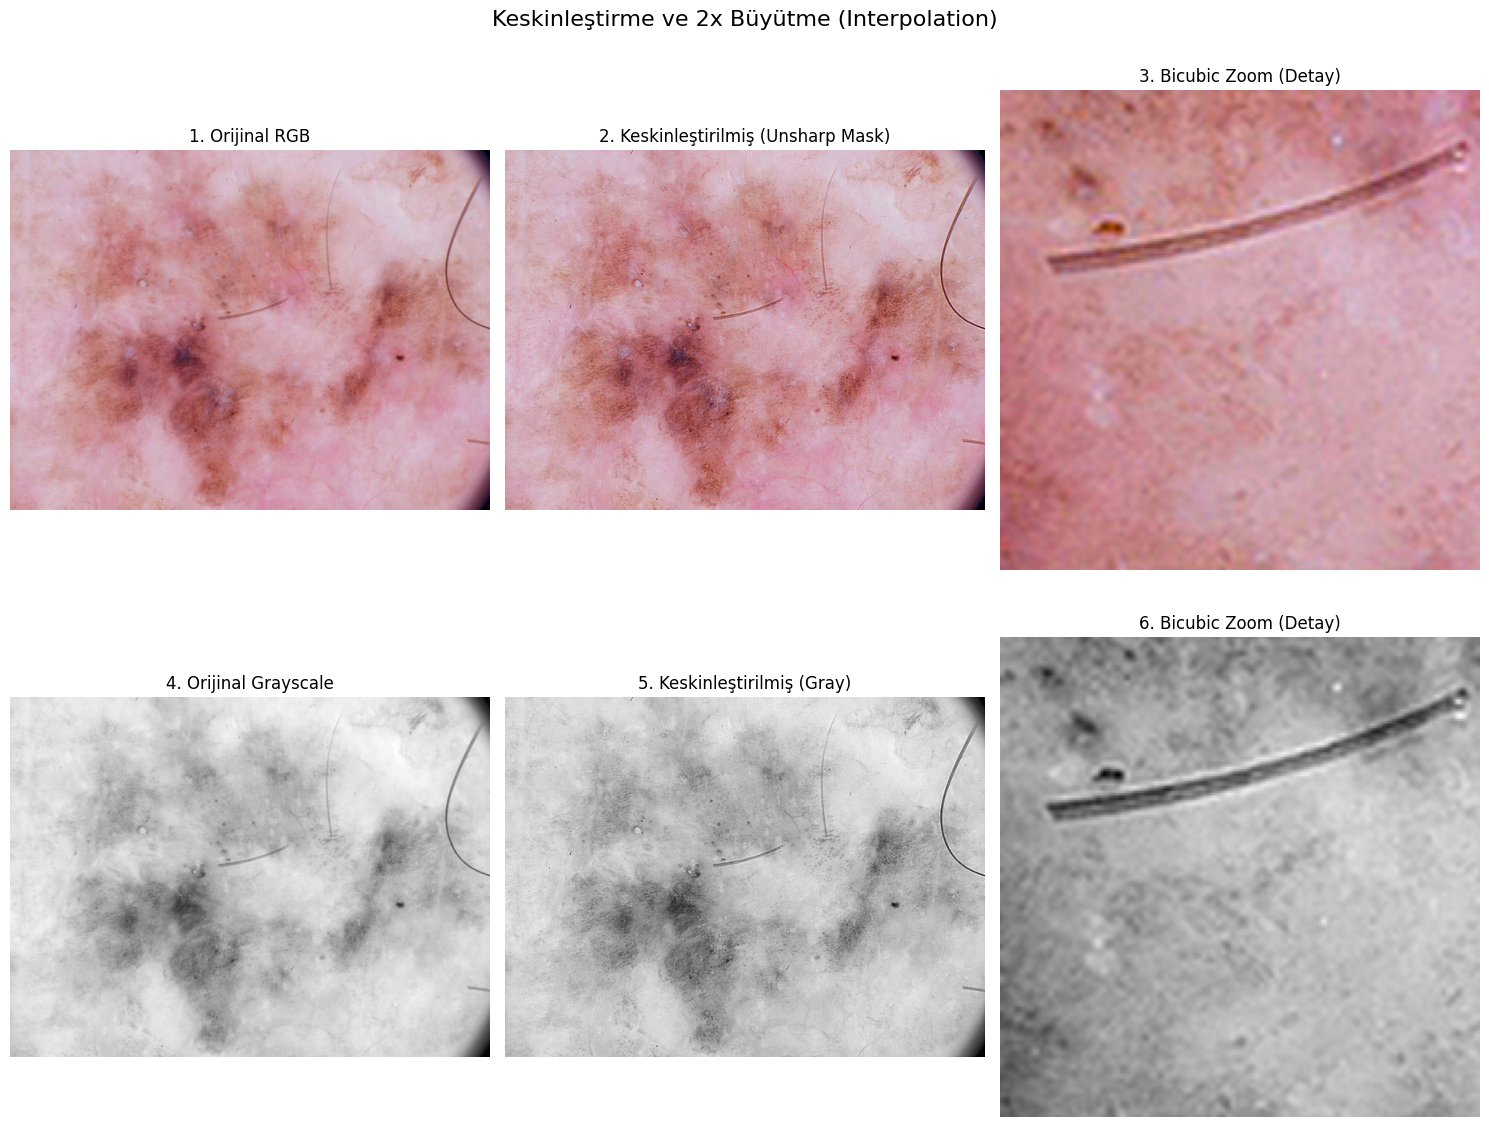 Keskinleştirme ve 2x Büyütme (Interpolation)
1. Orijinal RGB
2. Keskinleştirilmiş (Unsharp Mask)
3. Bicubic Zoom (Detay)
4. Orijinal Grayscale
5. Keskinleştirilmiş (Gray)
6. Bicubic Zoom (Detay)